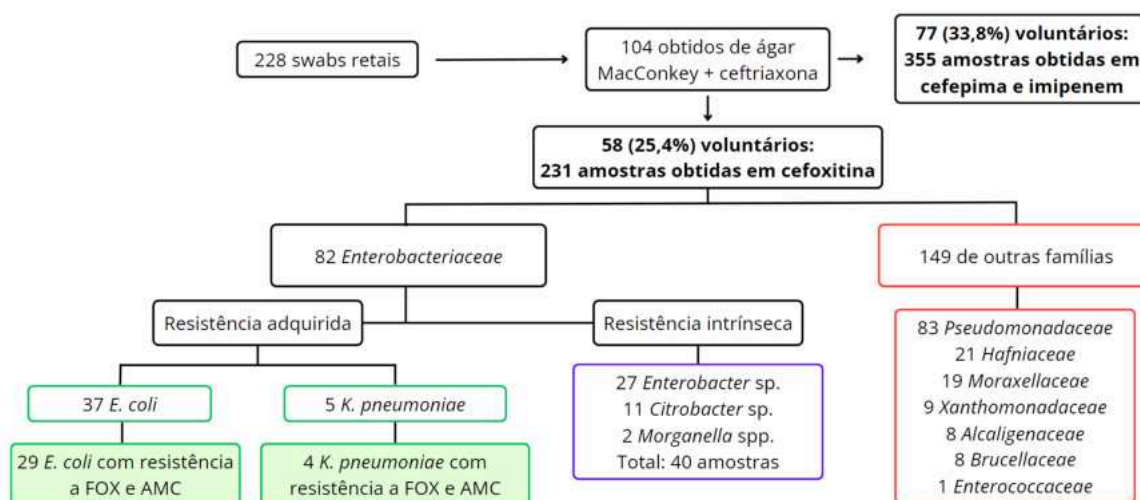 228 swabs retais
104 obtidos de ágar
MacConkey + ceftriaxona
77 (33,8%) voluntários:
355 amostras obtidas em
cefepima e imipenem
58 (25,4%) voluntários:
231 amostras obtidas em cefoxitina
82 Enterobacteriaceae
149 de outras famílias
Resistência adquirida
Resistência intrínseca
37 E. coli
5 K. pneumoniae
29 E. coli com resistência
a FOX e AMC
4 K. pneumoniae com
resistência a FOX e AMC
27 Enterobacter sp.
11 Citrobacter sp.
2 Morganella spp.
Total: 40 amostras
83 Pseudomonadaceae
21 Hafniaceae
19 Moraxellaceae
9 Xanthomonadaceae
8 Alcaligenaceae
8 Brucellaceae
1 Enterococcaceae